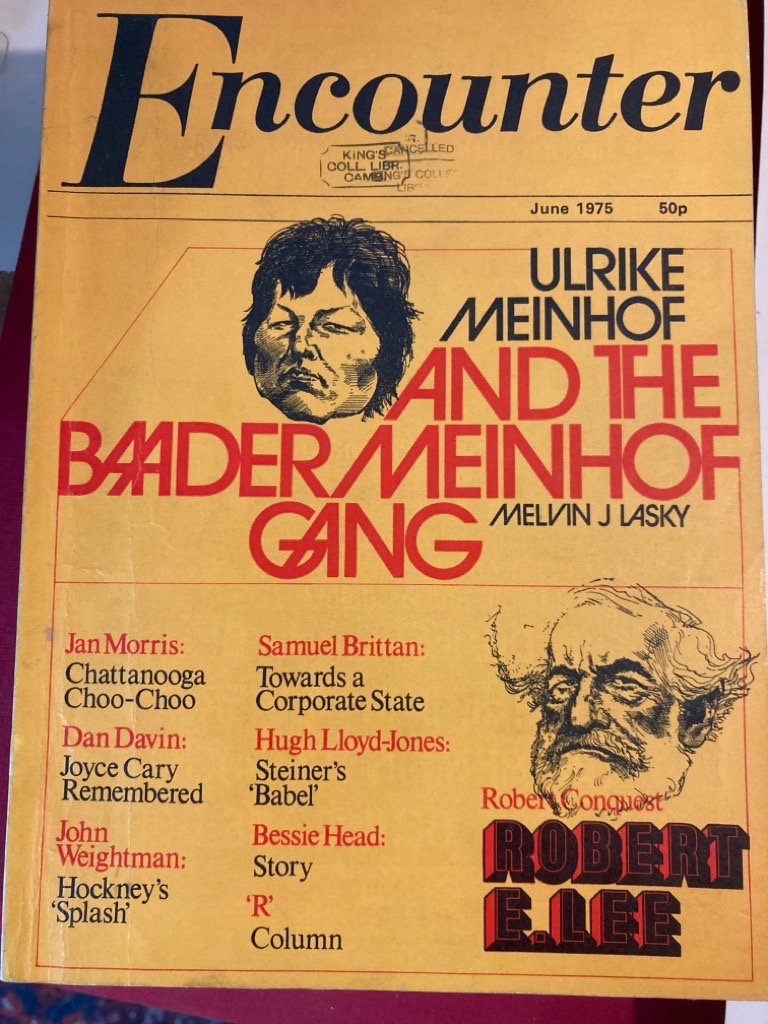 Encounter
KING'S
COLL. LIBR.
CAMB.
CANCELLED
June 1975 50p
ULRIKE
MEINHOF
AND THE
BAADER MEINHOF
GANG
MELVIN J LASKY
Jan Morris:
Chattanooga
Choo-Choo
Dan Davin:
Joyce Cary
Remembered
John
Weightman:
Hockney's
'Splash'
Samuel Brittan:
Towards a
Corporate State
Hugh Lloyd-Jones:
Steiner's
'Babel'
Bessie Head:
Story
'R'
Column
Robert Conquest
ROBERT
E. LEE